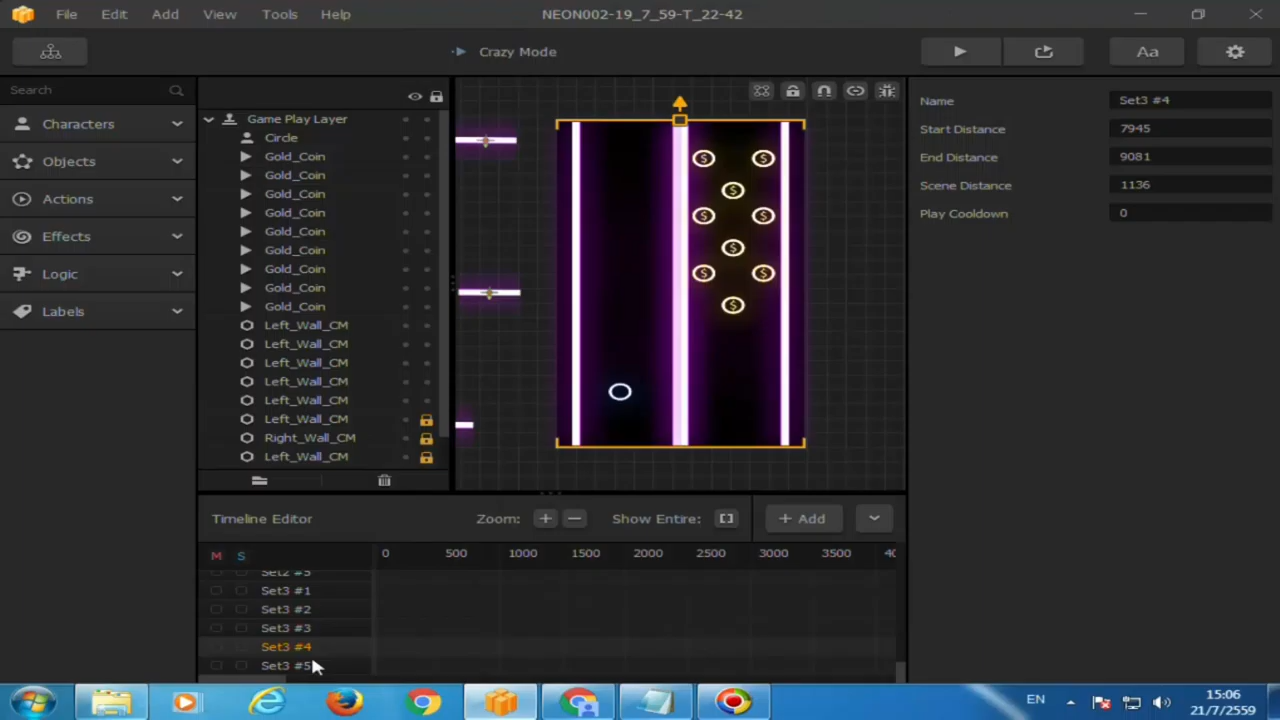 File Edit Add View Tools Help NEON002-19_7_59-T_22-42
Crazy Mode Aa
Search
Characters
Objects
Actions
Effects
Logic
Labels
Game Play Layer
Circle
Gold_Coin
Gold_Coin
Gold_Coin
Gold_Coin
Gold_Coin
Gold_Coin
Gold_Coin
Gold_Coin
Gold_Coin
Left_Wall_CM
Left_Wall_CM
Left_Wall_CM
Left_Wall_CM
Left_Wall_CM
Left_Wall_CM
Right_Wall_CM
Left_Wall_CM
$ $
$
$ $
$
$ $
$
Name Set3 #4
Start Distance 7945
End Distance 9081
Scene Distance 1136
Play Cooldown 0
Timeline Editor Zoom: Show Entire: + Add
M S 0 500 1000 1500 2000 2500 3000 3500
Set3 #1
Set3 #2
Set3 #3
Set3 #4
Set3 #5
EN 15:06
21/7/2559